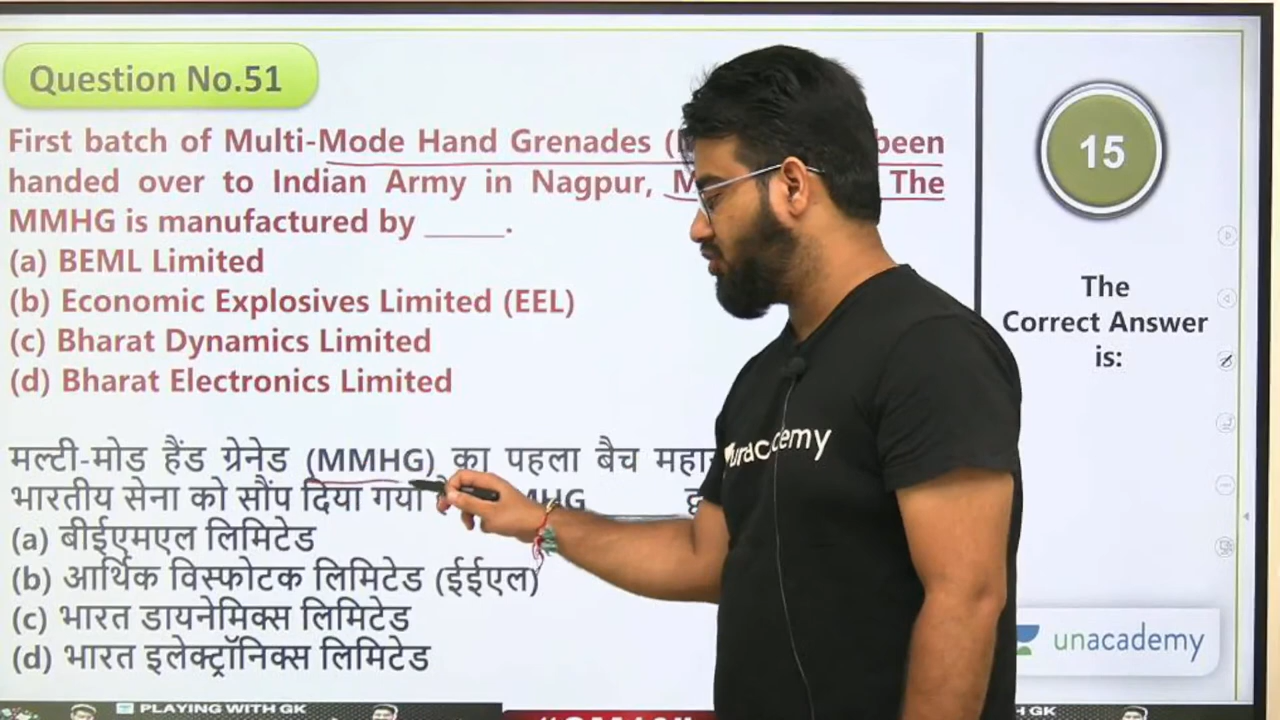 Question No.51
First batch of Multi-Mode Hand Grenades ( been
handed over to Indian Army in Nagpur, The
MMHG is manufactured by _____.
(a) BEML Limited
(b) Economic Explosives Limited (EEL)
(c) Bharat Dynamics Limited
(d) Bharat Electronics Limited
मल्टी-मोड हैंड ग्रेनेड (MMHG) का पहला बैच
भारतीय सेना को सौंप दिया गया MHG
(a) बीईएमएल लिमिटेड
(b) आर्थिक विस्फोटक लिमिटेड (ईईएल)
(c) भारत डायनेमिक्स लिमिटेड
(d) भारत इलेक्ट्रॉनिक्स लिमिटेड
15
The
Correct Answer
is:
unacademy
unacademy
PLAYING WITH GK